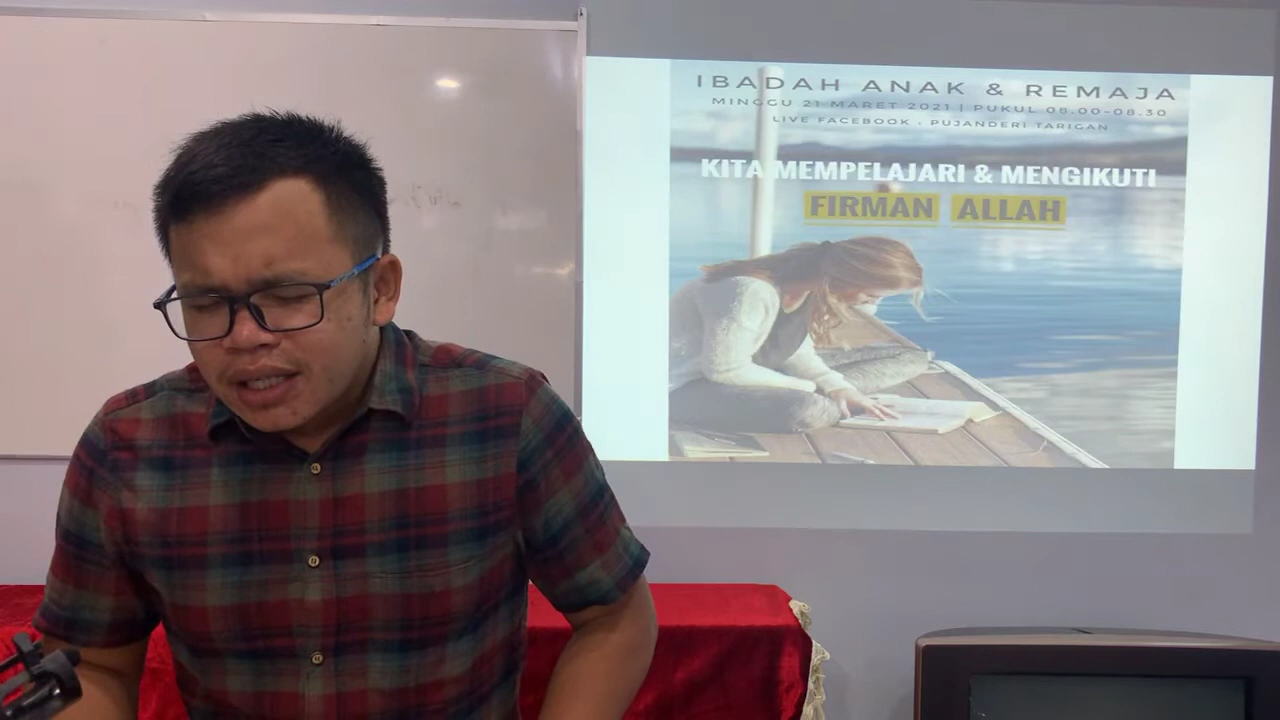 IBADAH ANAK & REMAJA
MINGGU 21 MARET 2021 | PUKUL 08.00-08.30
LIVE FACEBOOK : PUJANDERI TARIGAN
KITA MEMPELAJARI & MENGIKUTI
FIRMAN ALLAH